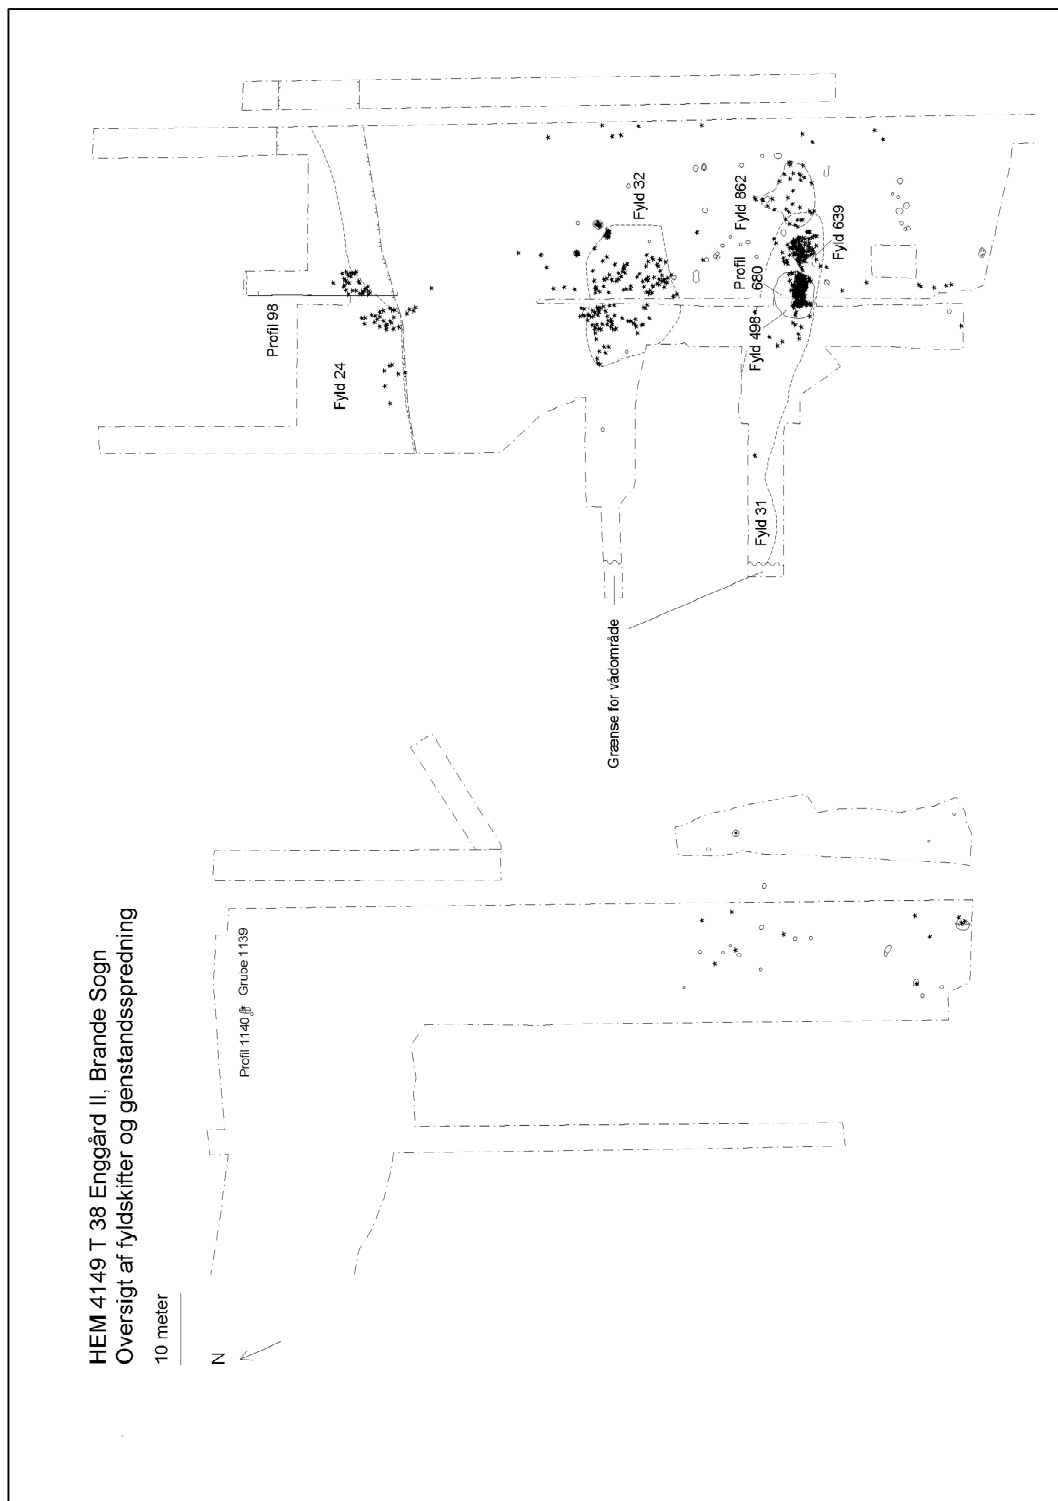 HEM 4149 T 38 Enggård II, Brande Sogn
Oversigt af fyldskifter og genstandsspredning
10 meter
N
Profil 1140
Grube 1139
Grænse for vådområde
Profil 98
Fyld 24
Fyld 32
Fyld 31
Fyld 498
Profil
680
Fyld 862
Fyld 639